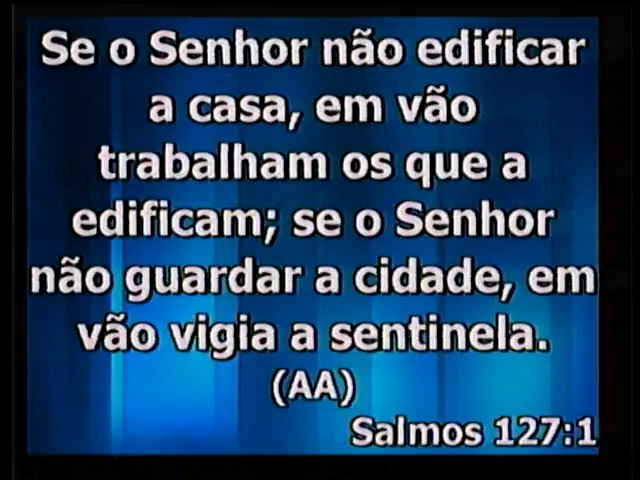 Se o Senhor não edificar
a casa, em vão
trabalham os que a
edificam; se o Senhor
não guardar a cidade, em
vão vigia a sentinela.
(AA)
Salmos 127:1